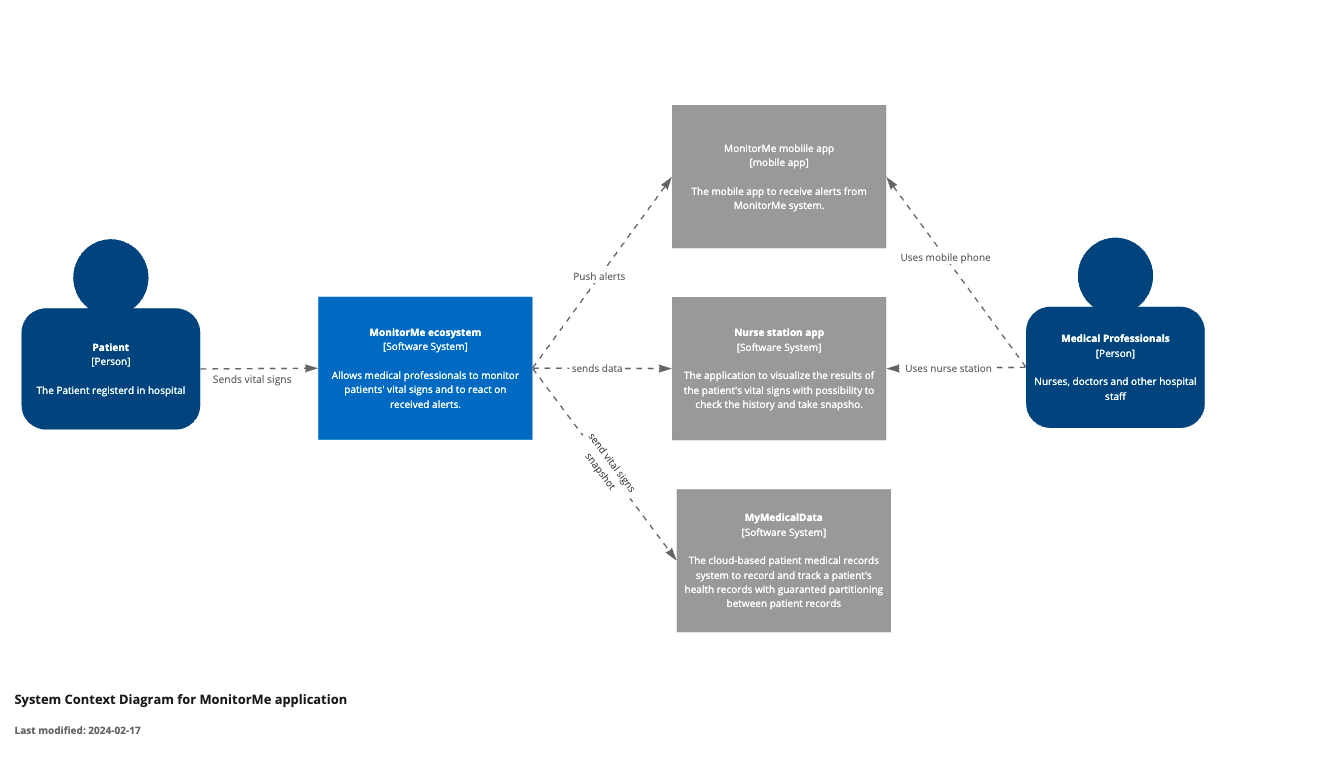 MonitorMe mobiile app
[mobile app]
The mobile app to receive alerts from
MonitorMe system.
Uses mobile phone
Push alerts
Patient
[Person]
The Patient registerd in hospital
Sends vital signs
MonitorMe ecosystem
[Software System]
Allows medical professionals to monitor
patients' vital signs and to react on
received alerts.
sends data
Nurse station app
[Software System]
The application to visualize the results of
the patient's vital signs with possibility to
check the history and take snapsho.
Uses nurse station
Medical Professionals
[Person]
Nurses, doctors and other hospital
staff
send vital signs
snapshot
MyMedicalData
[Software System]
The cloud-based patient medical records
system to record and track a patient's
health records with guaranted partitioning
between patient records
System Context Diagram for MonitorMe application
Last modified: 2024-02-17